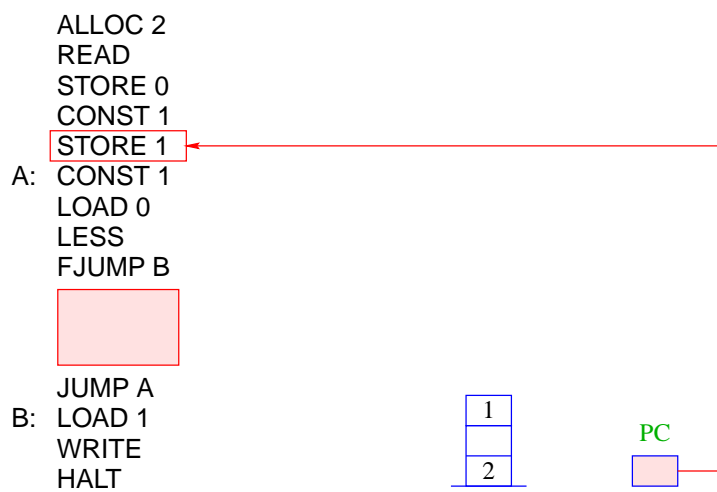 ALLOC 2
READ
STORE 0
CONST 1
STORE 1
A: CONST 1
LOAD 0
LESS
FJUMP B
JUMP A
B: LOAD 1
WRITE
HALT
1
2
PC